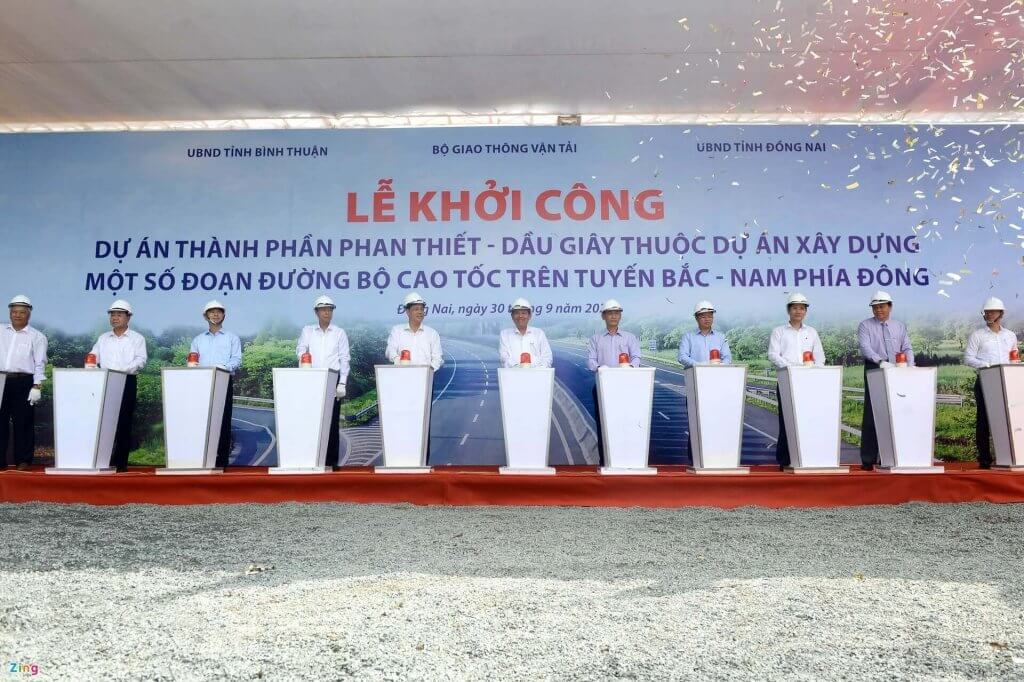 UBND TỈNH BÌNH THUẬN
BỘ GIAO THÔNG VẬN TẢI
UBND TỈNH ĐỒNG NAI
LỄ KHỞI CÔNG
DỰ ÁN THÀNH PHẦN PHAN THIẾT - DẦU GIÂY THUỘC DỰ ÁN XÂY DỰNG
MỘT SỐ ĐOẠN ĐƯỜNG BỘ CAO TỐC TRÊN TUYẾN BẮC - NAM PHÍA ĐÔNG
Nai, ngày 30 9 năm
Zing